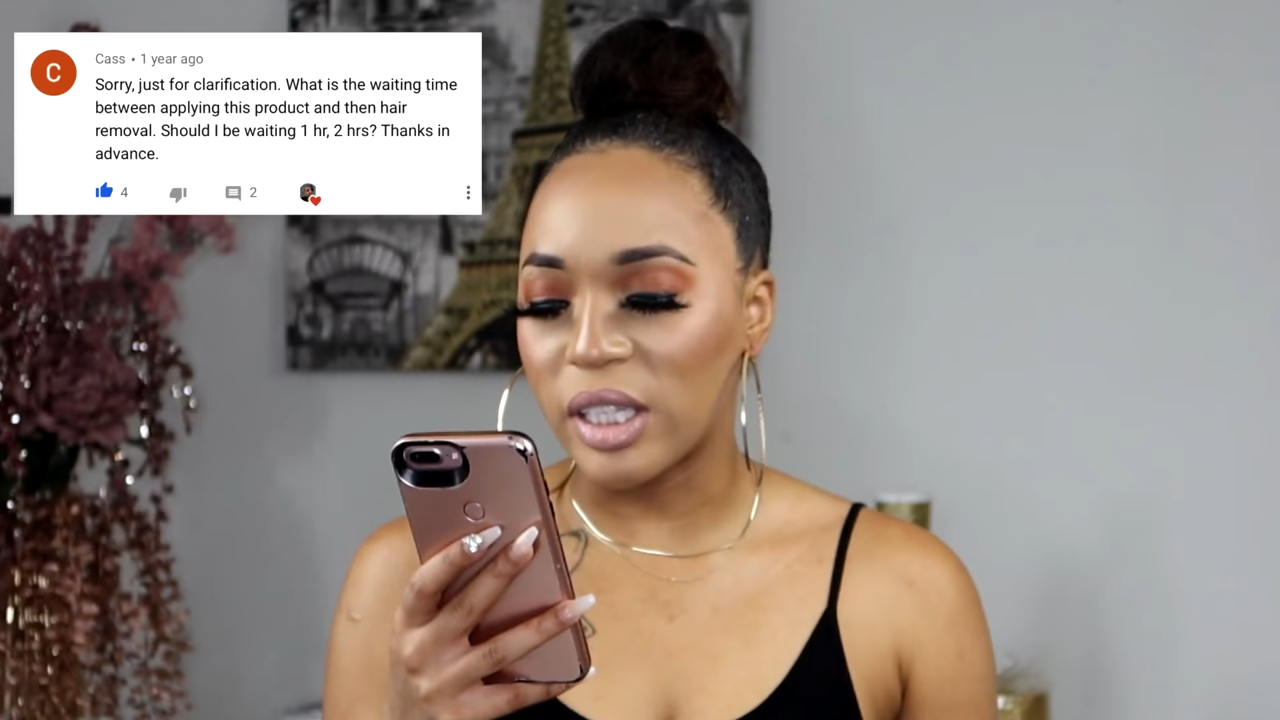 C
Cass • 1 year ago
Sorry, just for clarification. What is the waiting time
between applying this product and then hair
removal. Should I be waiting 1 hr, 2 hrs? Thanks in
advance.
4
2